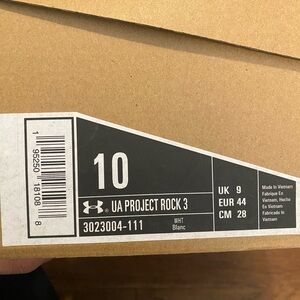 1 95250 18108 8
10
UA PROJECT ROCK 3
3023004-111
WHT
Blanc
UK 9
EUR 44
CM 28
Made In Vietnam
Fabrique En
Vietnam, Hecho
En Vietnam
Fabricado In
Vietnam